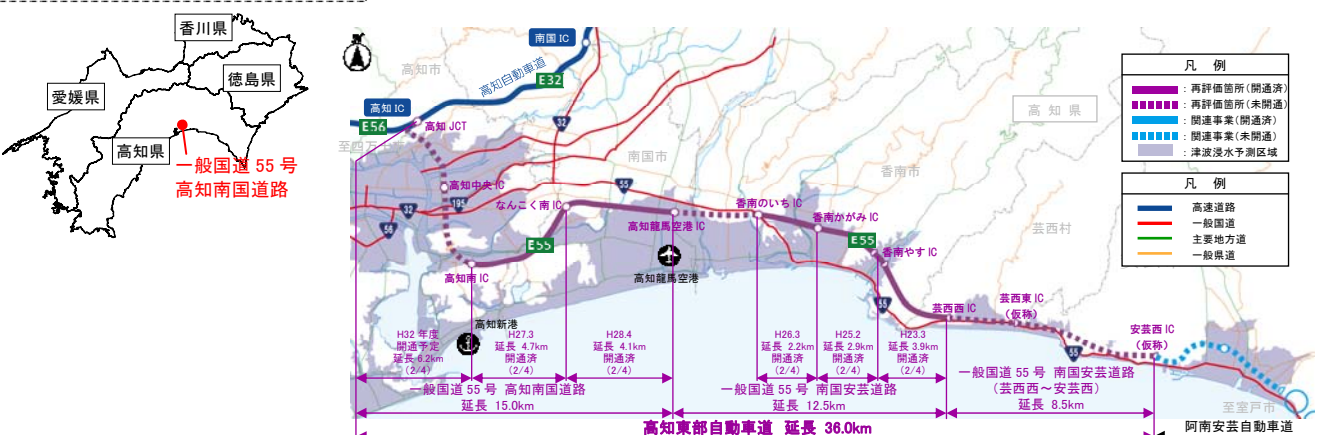 香川県
徳島県
愛媛県
高知県
一般国道 55 号
高知南国道路
南国 IC
高知市
高知自動車道
E32
高知 IC
E56
高知 JCT
32
高知県
南国市
香南市
芸西村
高知中央 IC
195
32
56
なんこく南 IC
55
高知龍馬空港 IC
香南のいち IC
香南かがみ IC
E55
E55
香南やす IC
高知南 IC
高知龍馬空港
高知新港
55
芸西西 IC
芸西東 IC
(仮称)
安芸西 IC
(仮称)
55
凡 例
:再評価箇所(開通済)
:再評価箇所(未開通)
:関連事業(開通済)
:関連事業(未開通)
:津波浸水予測区域
凡 例
高速道路
一般国道
主要地方道
一般県道
H32 年度
開通予定
延長 6.2km
(2/4)
H27.3
延長 4.7km
開通済
(2/4)
H28.4
延長 4.1km
開通済
(2/4)
H26.3
延長 2.2km
開通済
(2/4)
H25.2
延長 2.9km
開通済
(2/4)
H23.3
延長 3.9km
開通済
(2/4)
一般国道 55 号 高知南国道路
延長 15.0km
一般国道 55 号 南国安芸道路
延長 12.5km
一般国道 55 号 南国安芸道路
(芸西西~安芸西)
延長 8.5km
至室戸市
高知東部自動車道 延長 36.0km
阿南安芸自動車道